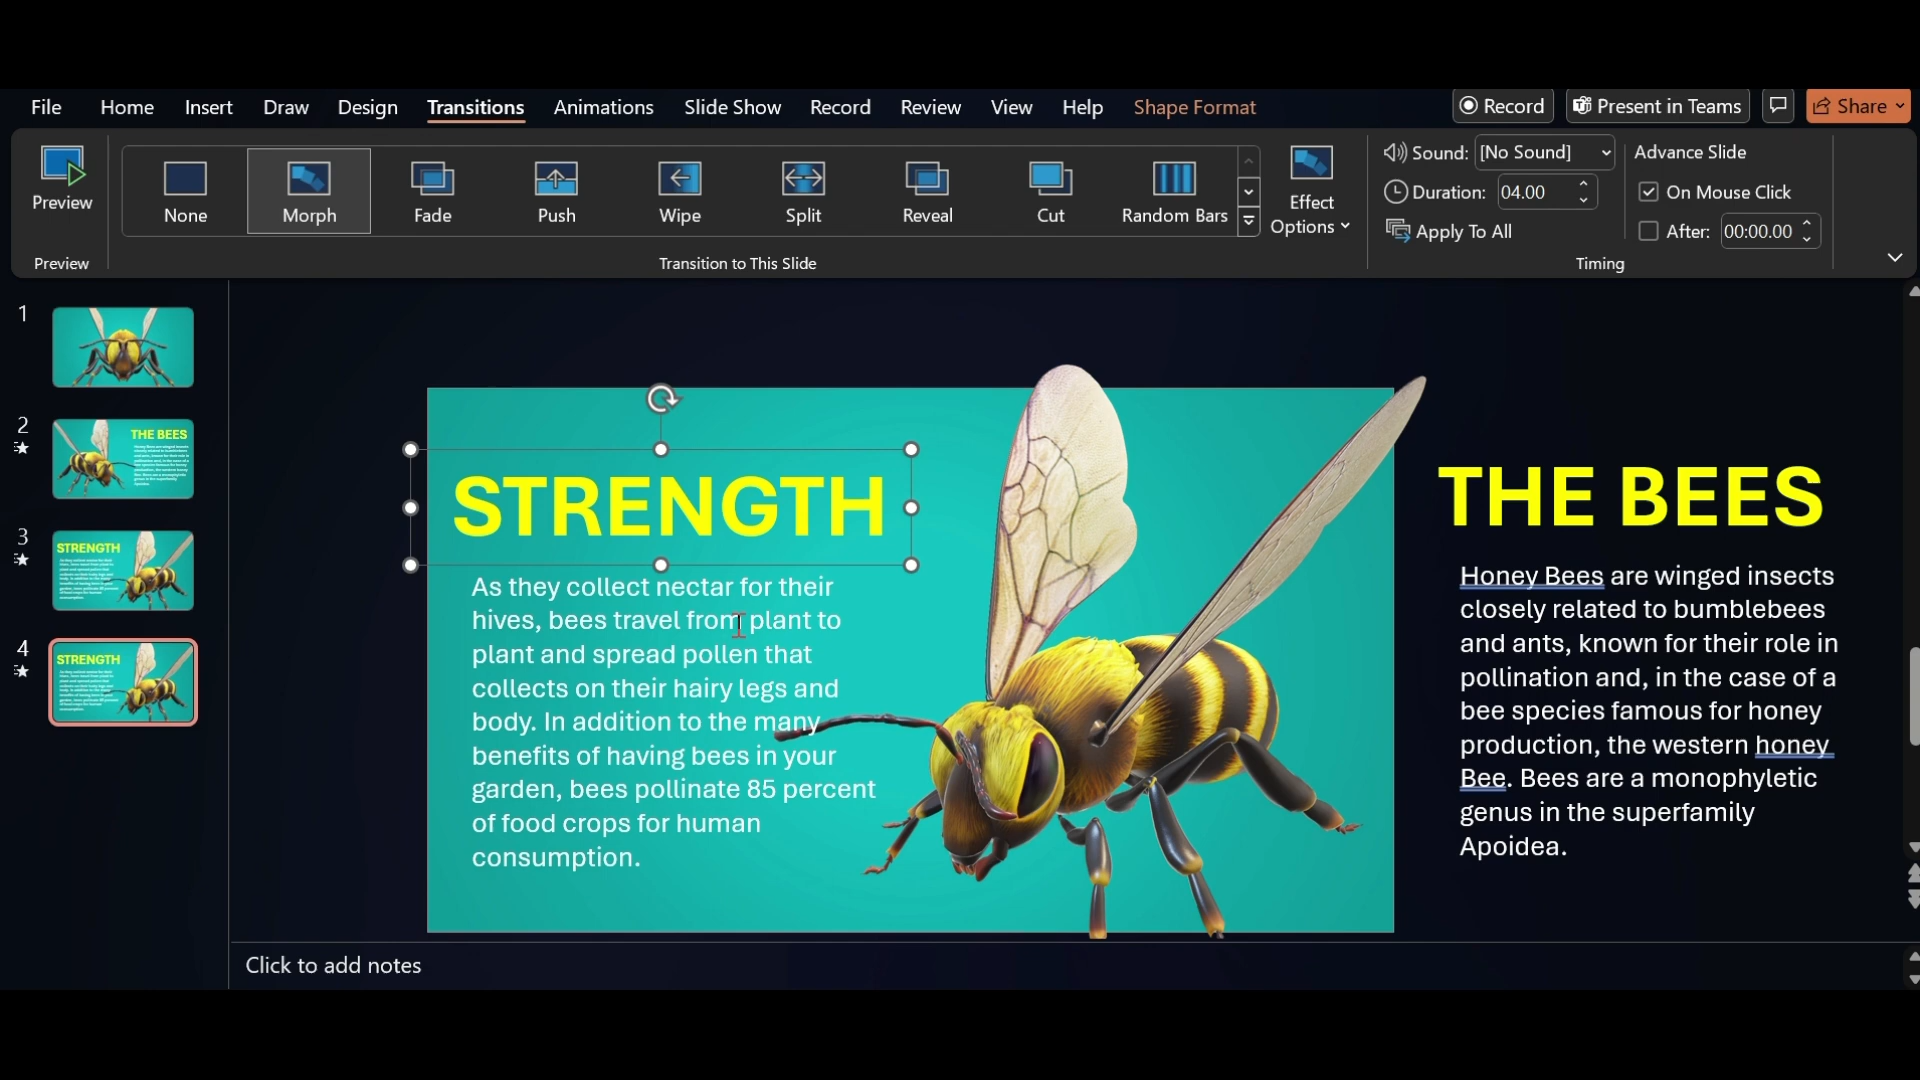 File Home Insert Draw Design Transitions Animations Slide Show Record Review View Help Shape Format Record Present in Teams Share
Preview
None Morph Fade Push Wipe Split Reveal Cut Random Bars
Effect
Options
Sound: [No Sound]
Duration: 04.00
Apply To All
Advance Slide
On Mouse Click
After: 00:00.00
Preview
Transition to This Slide
Timing
1
2
THE BEES
3
STRENGTH
4
STRENGTH
STRENGTH
As they collect nectar for their
hives, bees travel from plant to
plant and spread pollen that
collects on their hairy legs and
body. In addition to the many
benefits of having bees in your
garden, bees pollinate 85 percent
of food crops for human
consumption.
THE BEES
Honey Bees are winged insects
closely related to bumblebees
and ants, known for their role in
pollination and, in the case of a
bee species famous for honey
production, the western honey
Bee. Bees are a monophyletic
genus in the superfamily
Apoidea.
Click to add notes